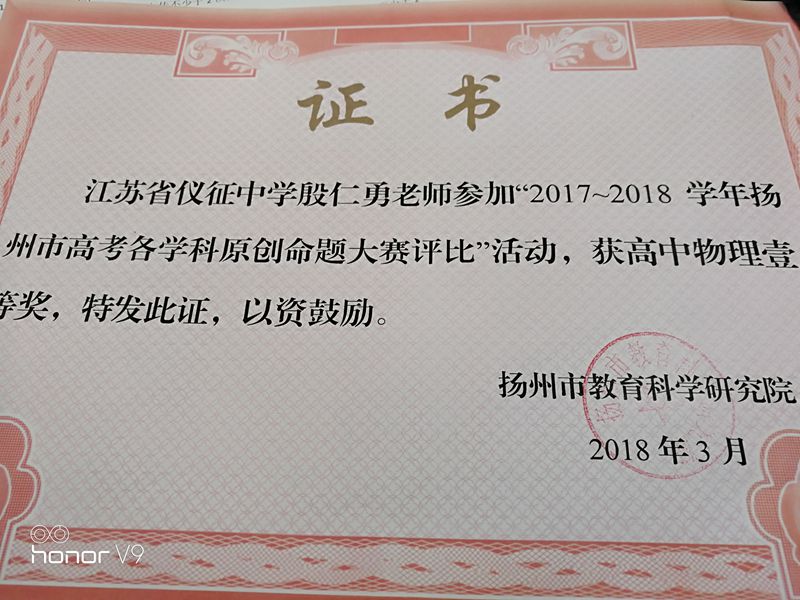 证书
江苏省仪征中学殷仁勇老师参加“2017~2018 学年扬
州市高考各学科原创命题大赛评比”活动，获高中物理壹
等奖，特发此证，以资鼓励。
扬州市教育科学研究院
2018 年 3 月
honor V9